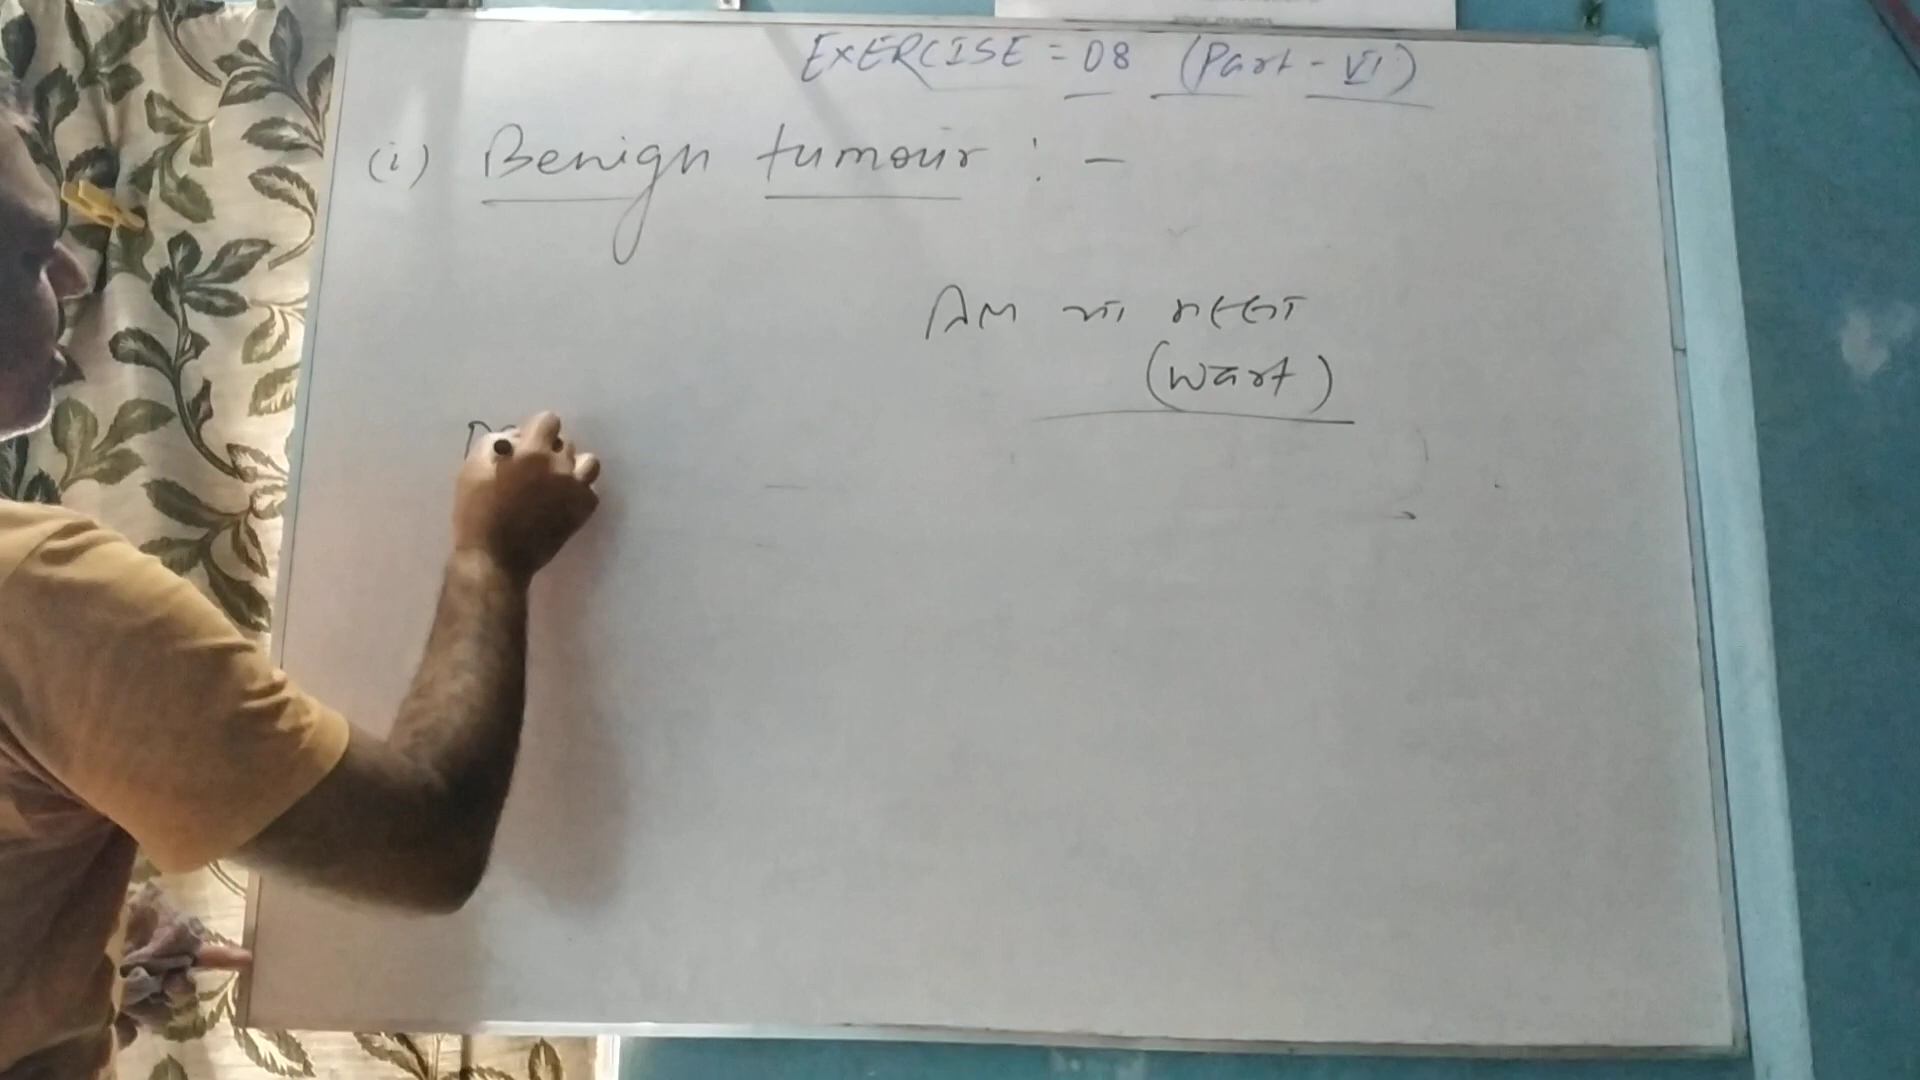 EXERCISE = 08 (Part - VI)
(i) Benign tumour : -
या मस्सा
(Wart)